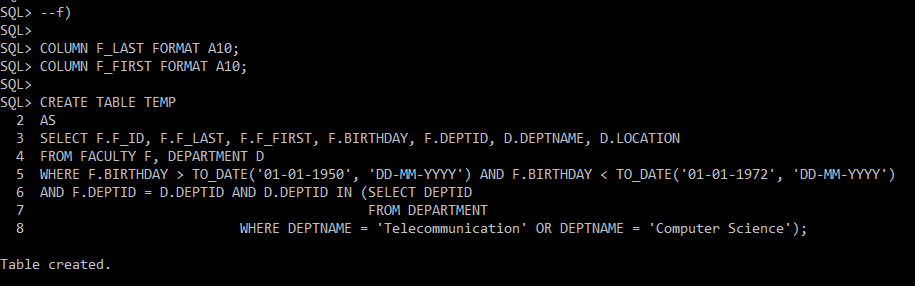 SQL> --f)
SQL>
SQL> COLUMN F_LAST FORMAT A10;
SQL> COLUMN F_FIRST FORMAT A10;
SQL>
SQL> CREATE TABLE TEMP
2 AS
3 SELECT F.F_ID, F.F_LAST, F.F_FIRST, F.BIRTHDAY, F.DEPTID, D.DEPTNAME, D.LOCATION
4 FROM FACULTY F, DEPARTMENT D
5 WHERE F.BIRTHDAY > TO_DATE('01-01-1950', 'DD-MM-YYYY') AND F.BIRTHDAY < TO_DATE('01-01-1972', 'DD-MM-YYYY')
6 AND F.DEPTID = D.DEPTID AND D.DEPTID IN (SELECT DEPTID
7 FROM DEPARTMENT
8 WHERE DEPTNAME = 'Telecommunication' OR DEPTNAME = 'Computer Science');
Table created.